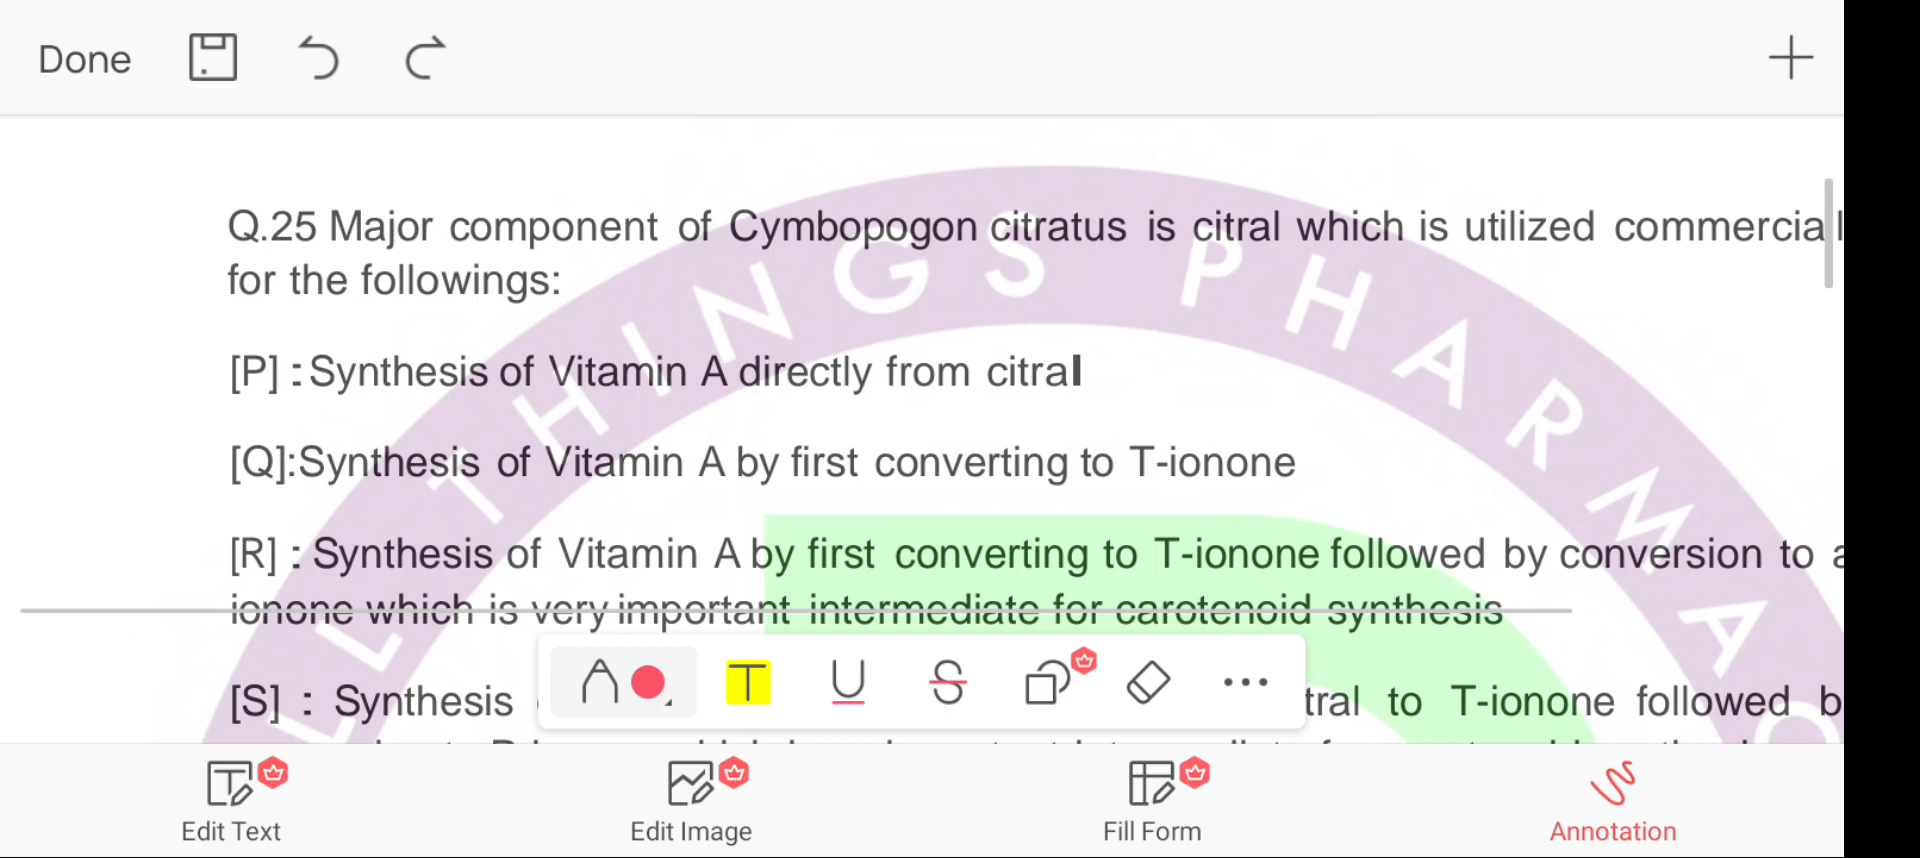 Done
Q.25 Major component of Cymbopogon citratus is citral which is utilized commercial
for the followings:
[P] : Synthesis of Vitamin A directly from citral
[Q]:Synthesis of Vitamin A by first converting to T-ionone
[R] : Synthesis of Vitamin A by first converting to T-ionone followed by conversion to a
ionone which is very important intermediate for carotenoid synthesis
[S] : Synthesis tral to T-ionone followed b
LL THINGS PHARMAC
Edit Text
Edit Image
Fill Form
Annotation